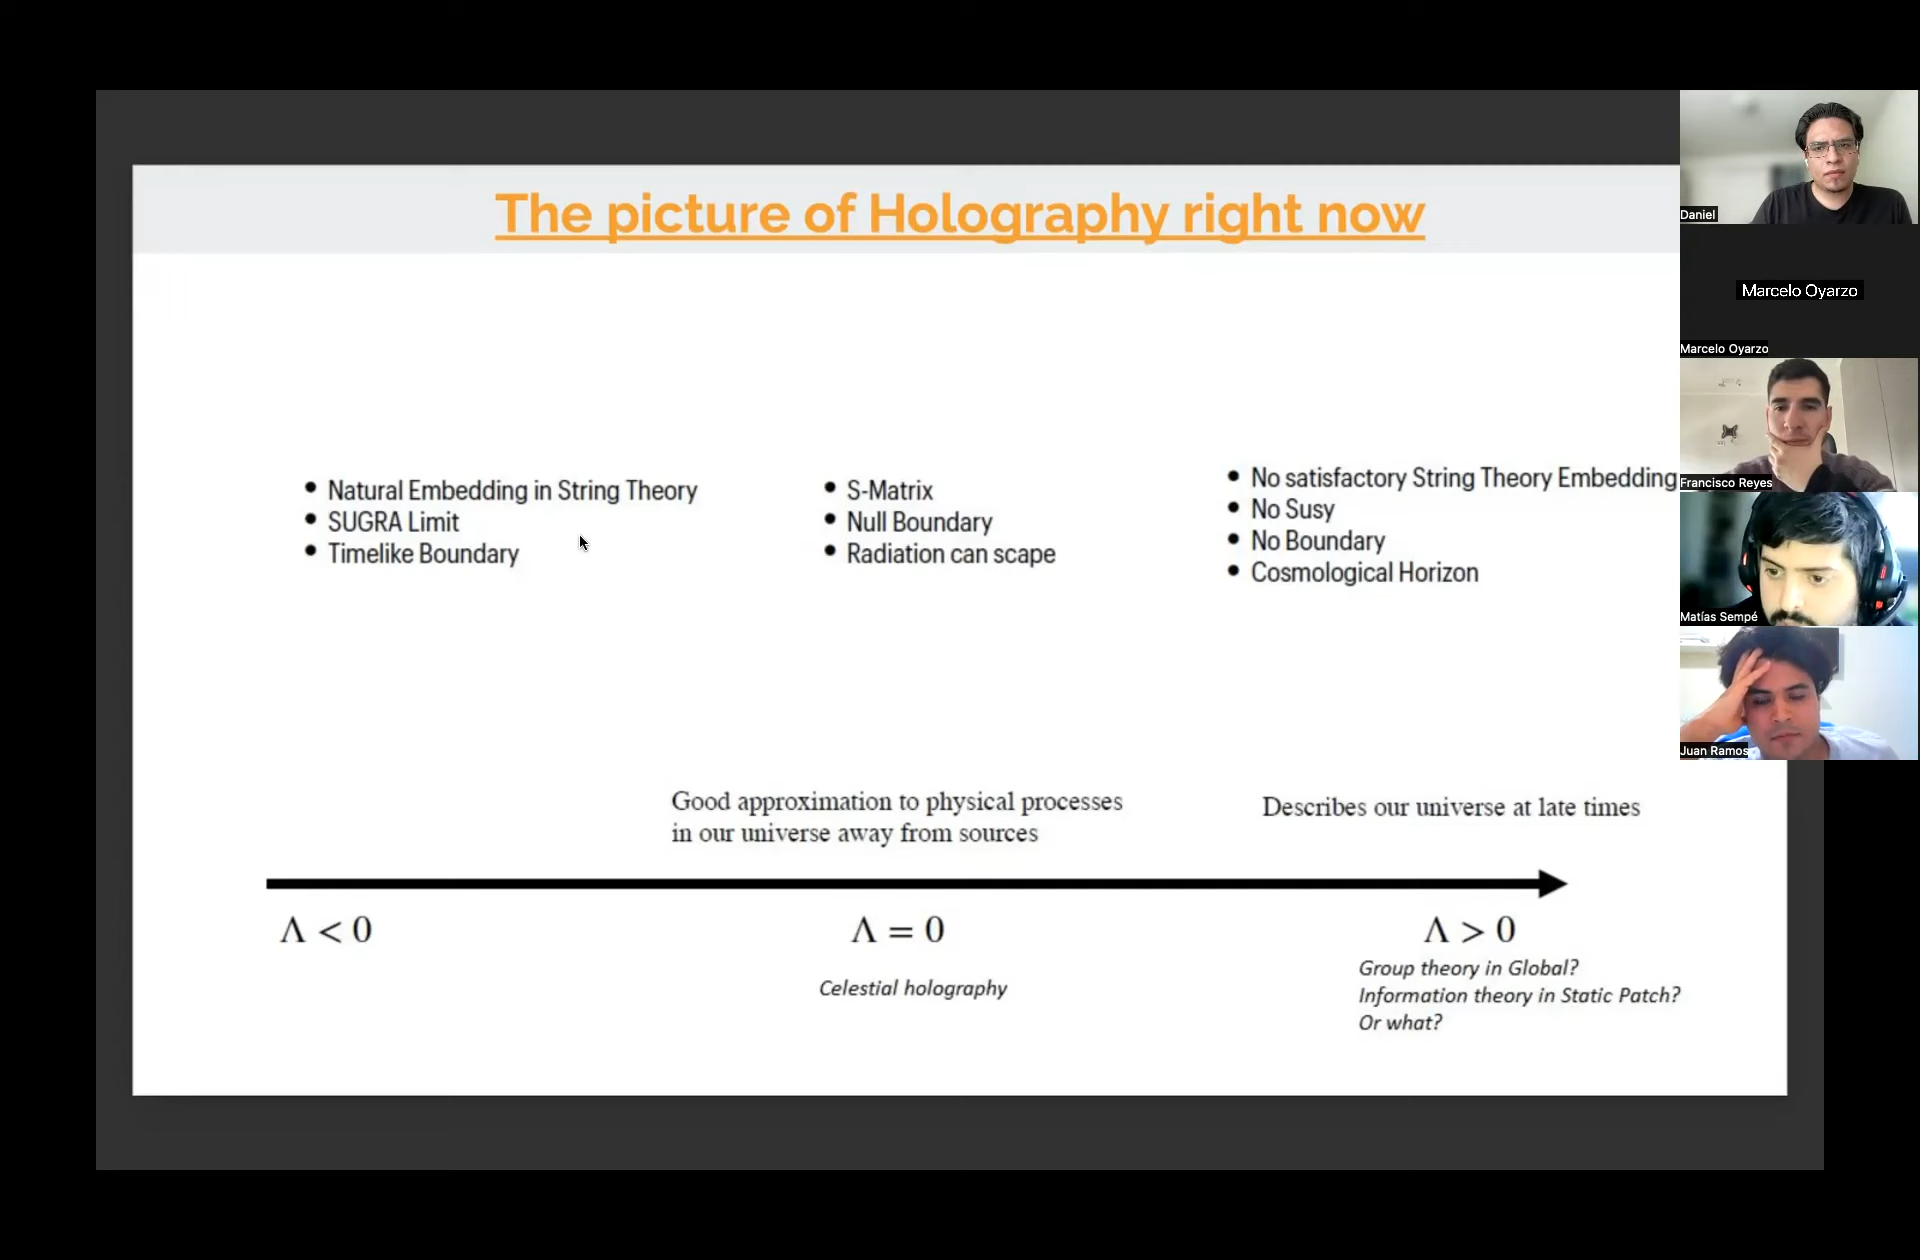 The picture of Holography right now
• Natural Embedding in String Theory
• SUGRA Limit
• Timelike Boundary
• S-Matrix
• Null Boundary
• Radiation can scape
• No satisfactory String Theory Embedding
• No Susy
• No Boundary
• Cosmological Horizon
Good approximation to physical processes
in our universe away from sources
Describes our universe at late times
Λ < 0
Λ = 0
Λ > 0
Celestial holography
Group theory in Global?
Information theory in Static Patch?
Or what?
Daniel
Marcelo Oyarzo
Marcelo Oyarzo
Francisco Reyes
Matías Sempé
Juan Ramos